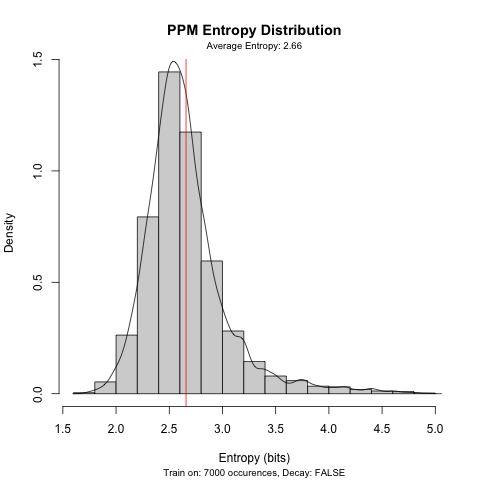 PPM Entropy Distribution
Average Entropy: 2.66
Density
1.5
1.0
0.5
0.0
1.5 2.0 2.5 3.0 3.5 4.0 4.5 5.0
Entropy (bits)
Train on: 7000 occurences, Decay: FALSE